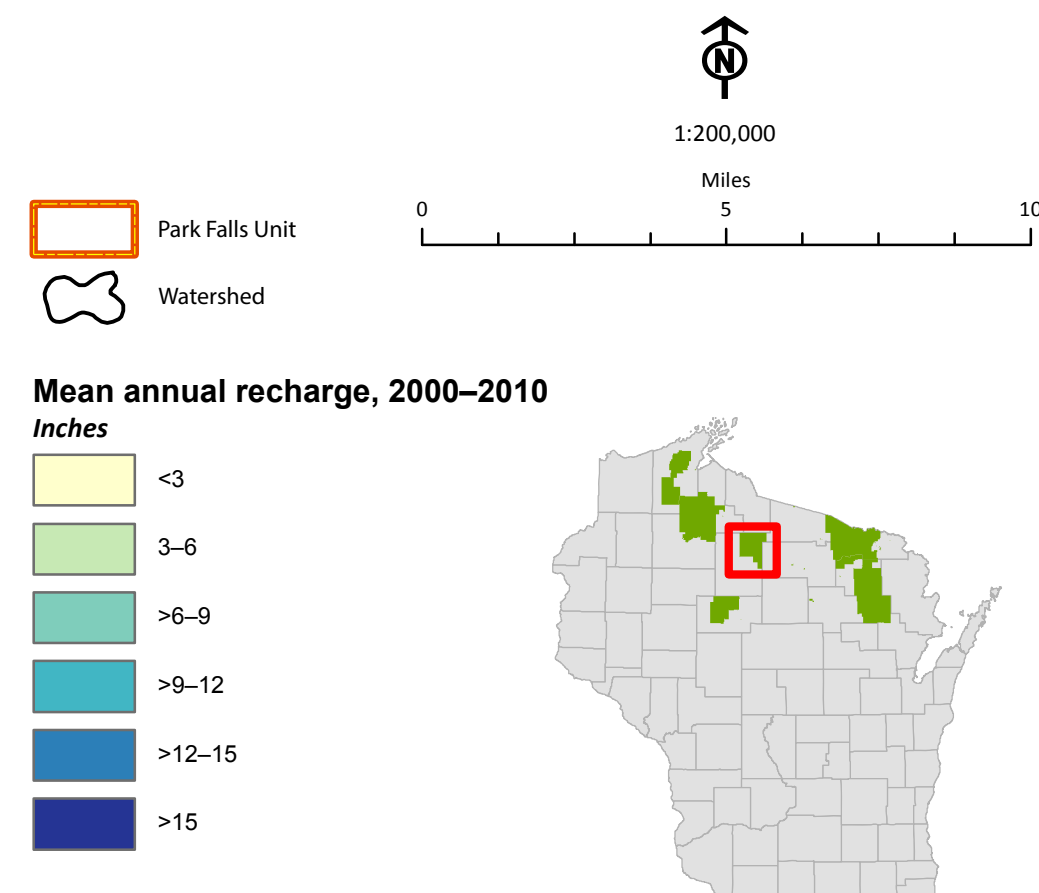 N
1:200,000
Miles
0 5 10
Park Falls Unit
Watershed
Mean annual recharge, 2000–2010
Inches
<3
3–6
>6–9
>9–12
>12–15
>15